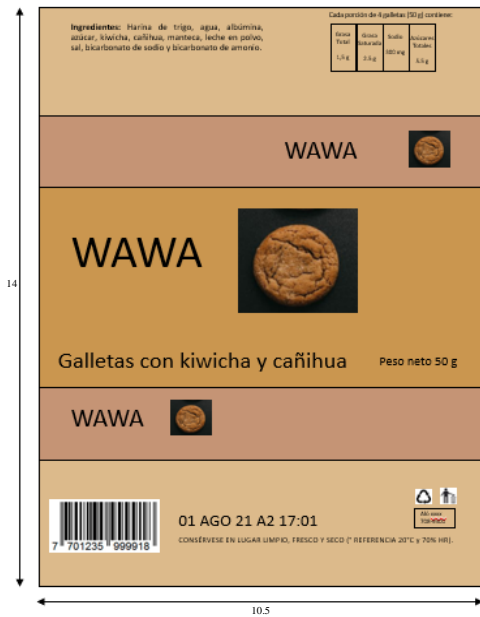 Ingredientes: Harina de trigo, agua, albúmina,
azúcar, kiwicha, cañihua, manteca, leche en polvo,
sal, bicarbonato de sodio y bicarbonato de amonio.
Cada porción de 4 galletas (50 g) contiene:
Grasa Total 1,5 g
Grasa Saturada 2.5 g
Sodio
Azúcares Totales 5.5 g
WAWA
14
WAWA
Galletas con kiwicha y cañihua
Peso neto 50 g
WAWA
01 AGO 21 A2 17:01
CONSÉRVESE EN LUGAR LIMPIO, FRESCO Y SECO (° REFERENCIA 20°C y 70% HR).
7 701235 999918
10.5